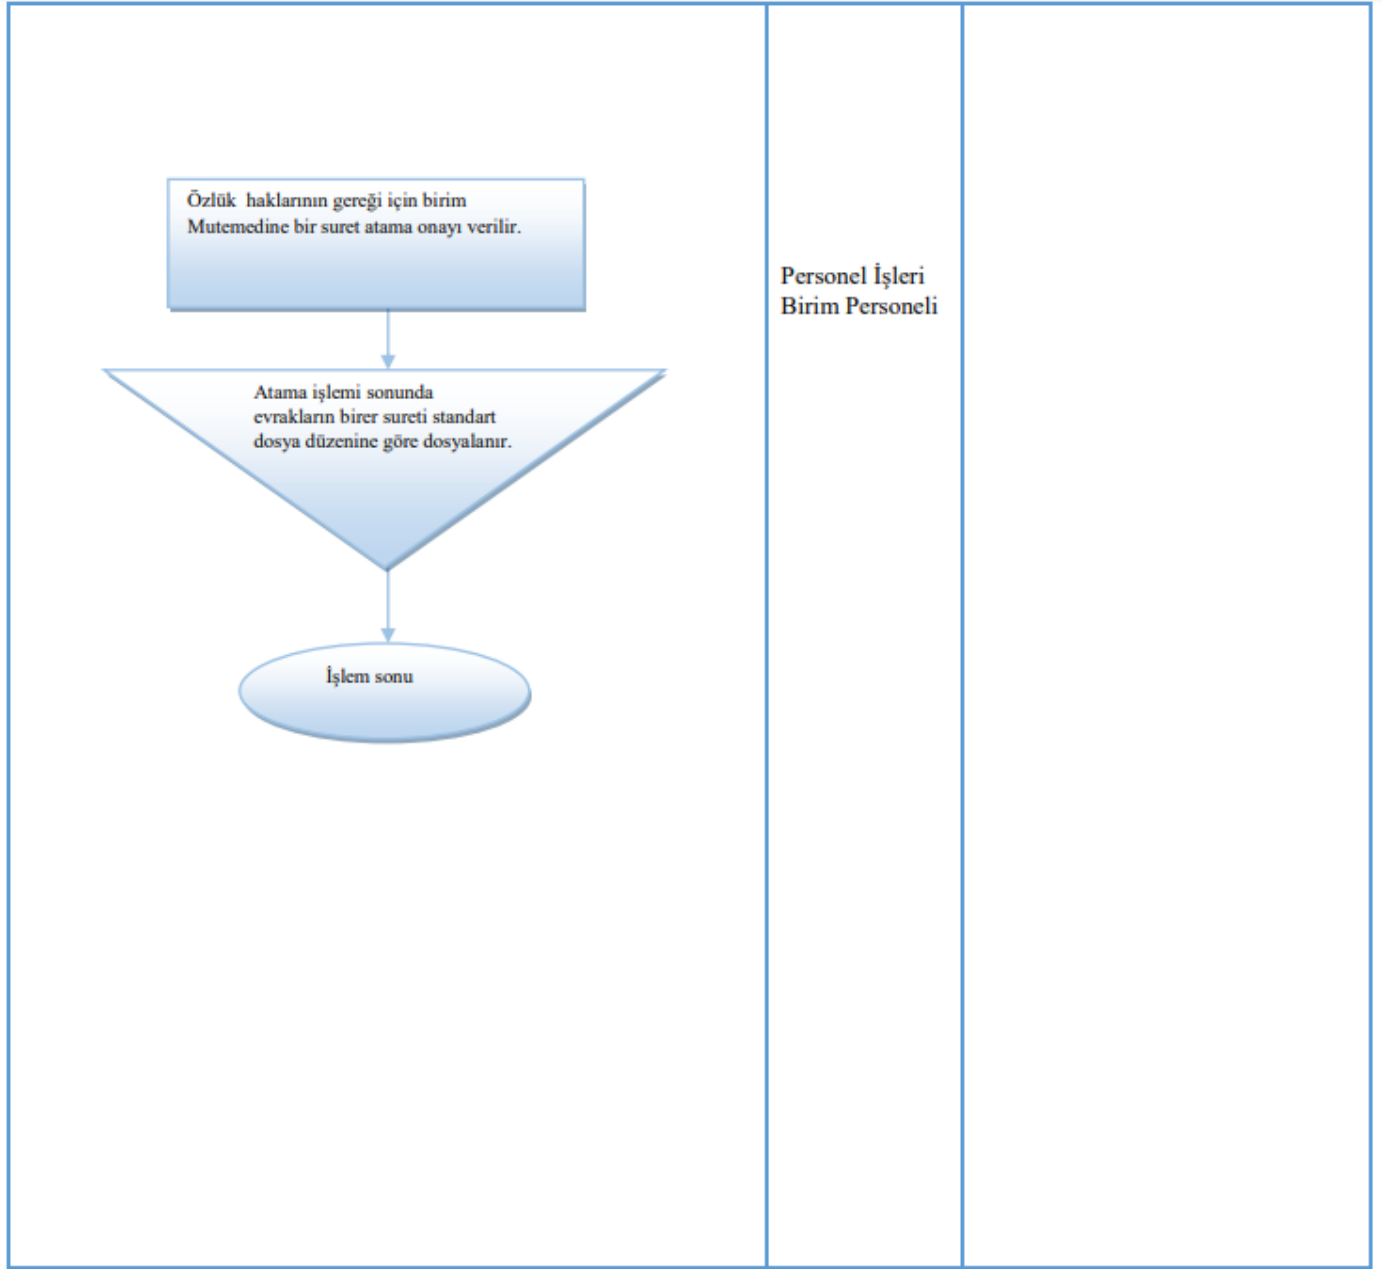 Özlük haklarının gereği için birim
Mutemedine bir suret atama onayı verilir.
Personel İşleri
Birim Personeli
Atama işlemi sonunda
evrakların birer sureti standart
dosya düzenine göre dosyalanır.
İşlem sonu